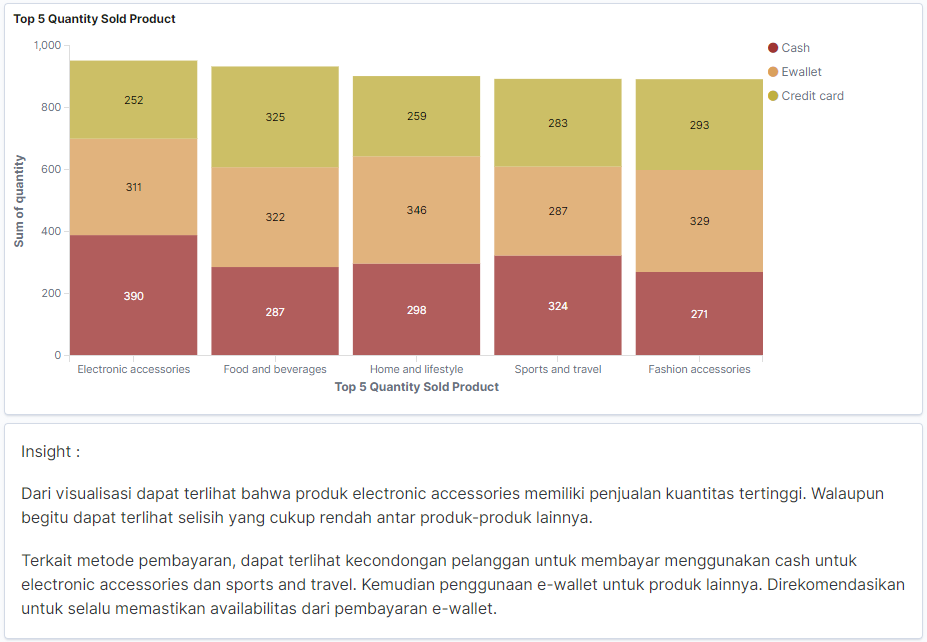 Top 5 Quantity Sold Product
1,000
800
600
400
200
0
Sum of quantity
252
325
259
283
293
311
322
346
287
329
390
287
298
324
271
Electronic accessories
Food and beverages
Home and lifestyle
Sports and travel
Fashion accessories
Top 5 Quantity Sold Product
Cash
Ewallet
Credit card
Insight :
Dari visualisasi dapat terlihat bahwa produk electronic accessories memiliki penjualan kuantitas tertinggi. Walaupun
begitu dapat terlihat selisih yang cukup rendah antar produk-produk lainnya.
Terkait metode pembayaran, dapat terlihat kecondongan pelanggan untuk membayar menggunakan cash untuk
electronic accessories dan sports and travel. Kemudian penggunaan e-wallet untuk produk lainnya. Direkomendasikan
untuk selalu memastikan availabilitas dari pembayaran e-wallet.